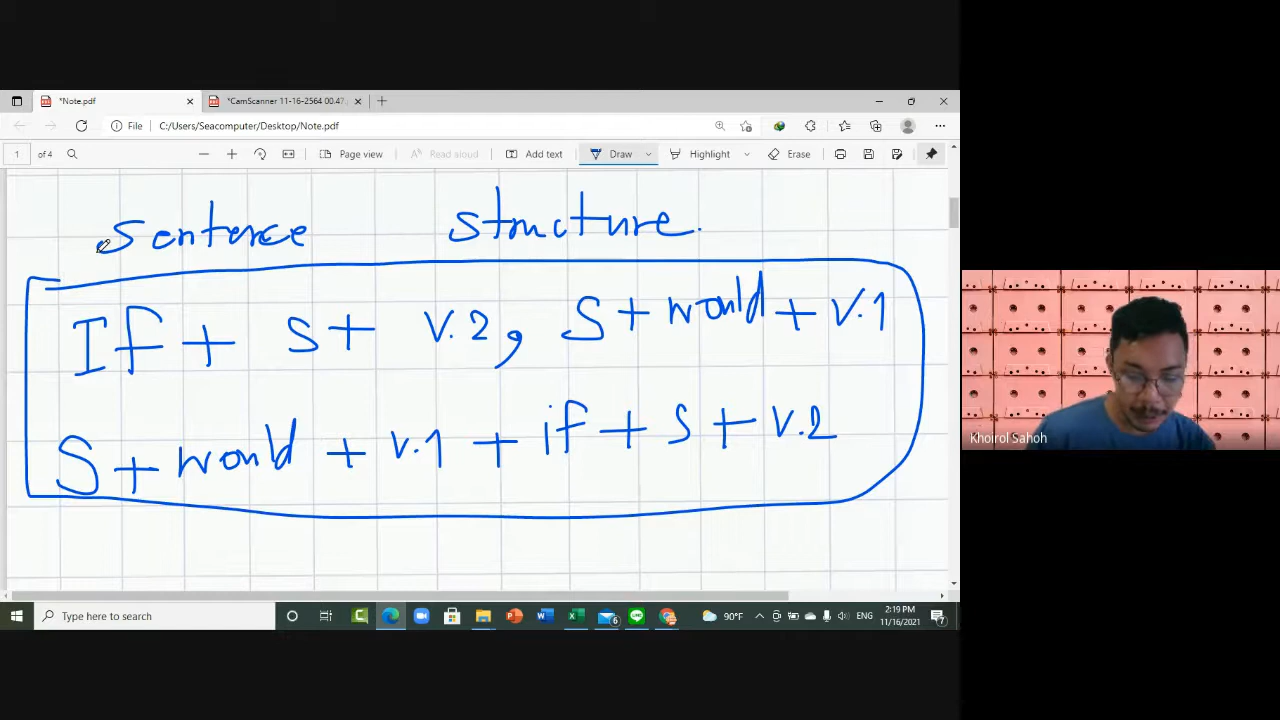 *Note.pdf
*CamScanner 11-16-2564 00.47.
File C:/Users/Seacomputer/Desktop/Note.pdf
1 of 4 Page view Read aloud Add text Draw Highlight Erase
Sentence structure.
If + S + V.2, S + would + V.1
S + would + V.1 + if + S + V.2
Khoirol Sahoh
Type here to search
6
90°F
ENG
2:19 PM
11/16/2021
7